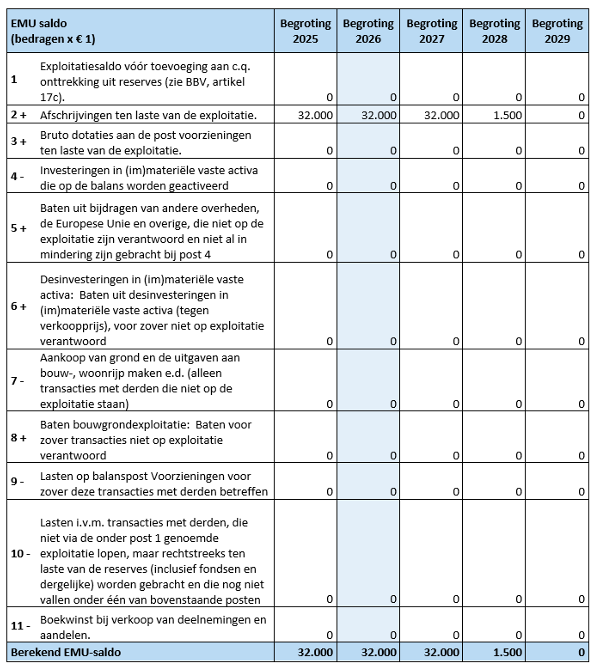 EMU saldo Begroting Begroting Begroting Begroting Begroting
(bedragen x € 1) 2025 2026 2027 2028 2029
Exploitatiesaldo vóór toevoeging aan c.q.
1 onttrekking uit reserves (zie BBV, artikel
17c). 0 0 0 0 0
2 + Afschrijvingen ten laste van de exploitatie. 32.000 32.000 32.000 1.500 0
3 + Bruto dotaties aan de post voorzieningen
ten laste van de exploitatie. 0 0 0 0 0
4 - Investeringen in (im)materiële vaste activa
die op de balans worden geactiveerd 0 0 0 0 0
Baten uit bijdragen van andere overheden,
5 + de Europese Unie en overige, die niet op de
exploitatie zijn verantwoord en niet al in
mindering zijn gebracht bij post 4 0 0 0 0 0
Desinvesteringen in (im)materiële vaste
activa: Baten uit desinvesteringen in
6 + (im)materiële vaste activa (tegen
verkoopprijs), voor zover niet op exploitatie
verantwoord 0 0 0 0 0
Aankoop van grond en de uitgaven aan
7 - bouw-, woonrijp maken e.d. (alleen
transacties met derden die niet op de
exploitatie staan) 0 0 0 0 0
Baten bouwgrondexploitatie: Baten voor
8 + zover transacties niet op exploitatie
verantwoord 0 0 0 0 0
9 - Lasten op balanspost Voorzieningen voor
zover deze transacties met derden betreffen 0 0 0 0 0
Lasten i.v.m. transacties met derden, die
niet via de onder post 1 genoemde
10 - exploitatie lopen, maar rechtstreeks ten
laste van de reserves (inclusief fondsen en
dergelijke) worden gebracht en die nog niet
vallen onder één van bovenstaande posten 0 0 0 0 0
11 - Boekwinst bij verkoop van deelnemingen en
aandelen. 0 0 0 0 0
Berekend EMU-saldo 32.000 32.000 32.000 1.500 0